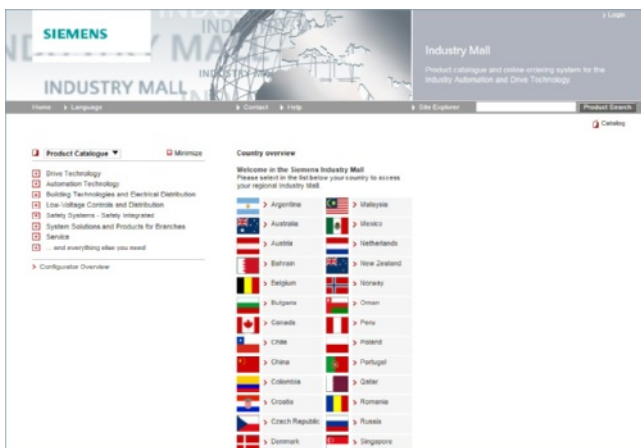 SIEMENS
INDUSTRY MALL
Login
Industry Mall
Product catalogue and online ordering system for the
Industry Automation and Drive Technology.
Home Language Contact Help Site Explorer Product Search
Catalog
Product Catalogue Minimize
Drive Technology
Automation Technology
Building Technologies and Electrical Distribution
Low-Voltage Controls and Distribution
Safety Systems - Safety Integrated
System Solutions and Products for Branches
Service
... and everything else you need
Configurator Overview
Country overview
Welcome in the Siemens Industry Mall
Please select in the list below your country to access
your regional Industry Mall.
Argentina Malaysia
Australia Mexico
Austria Netherlands
Bahrain New Zealand
Belgium Norway
Bulgaria Oman
Canada Peru
Chile Poland
China Portugal
Colombia Qatar
Croatia Romania
Czech Republic Russia
Denmark Singapore